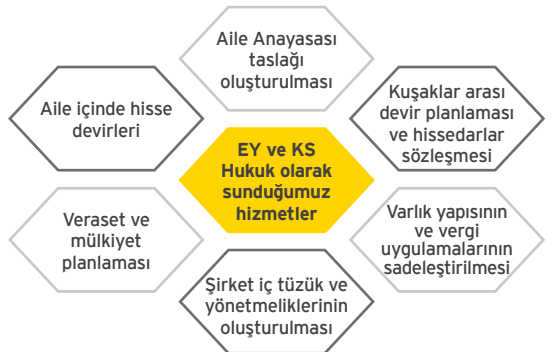 Aile Anayasası
taslağı
oluşturulması
Aile içinde hisse
devirleri
Kuşaklar arası
devir planlaması
ve hissedarlar
sözleşmesi
EY ve KS
Hukuk olarak
sunduğumuz
hizmetler
Veraset ve
mülkiyet
planlaması
Varlık yapısının
ve vergi
uygulamalarının
sadeleştirilmesi
Şirket iç tüzük ve
yönetmeliklerinin
oluşturulması